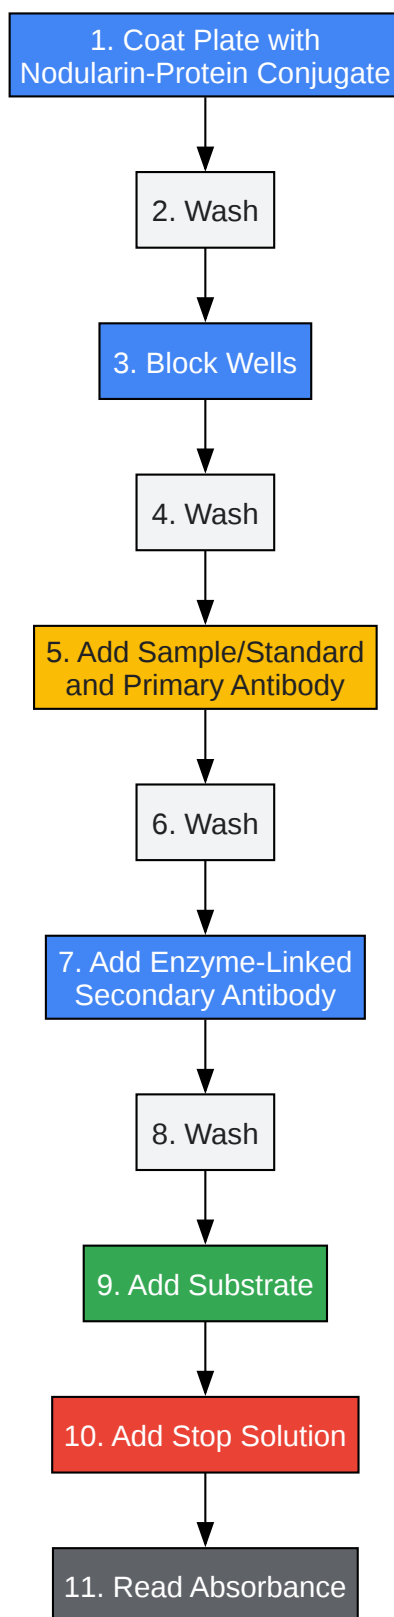 1. Coat Plate with
Nodularin-Protein Conjugate
2. Wash
3. Block Wells
4. Wash
5. Add Sample/Standard
and Primary Antibody
6. Wash
7. Add Enzyme-Linked
Secondary Antibody
8. Wash
9. Add Substrate
10. Add Stop Solution
11. Read Absorbance